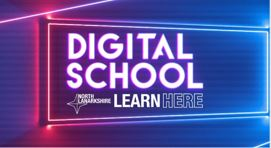 DIGITAL
SCHOOL
NORTH
LANARKSHIRE
LEARN HERE